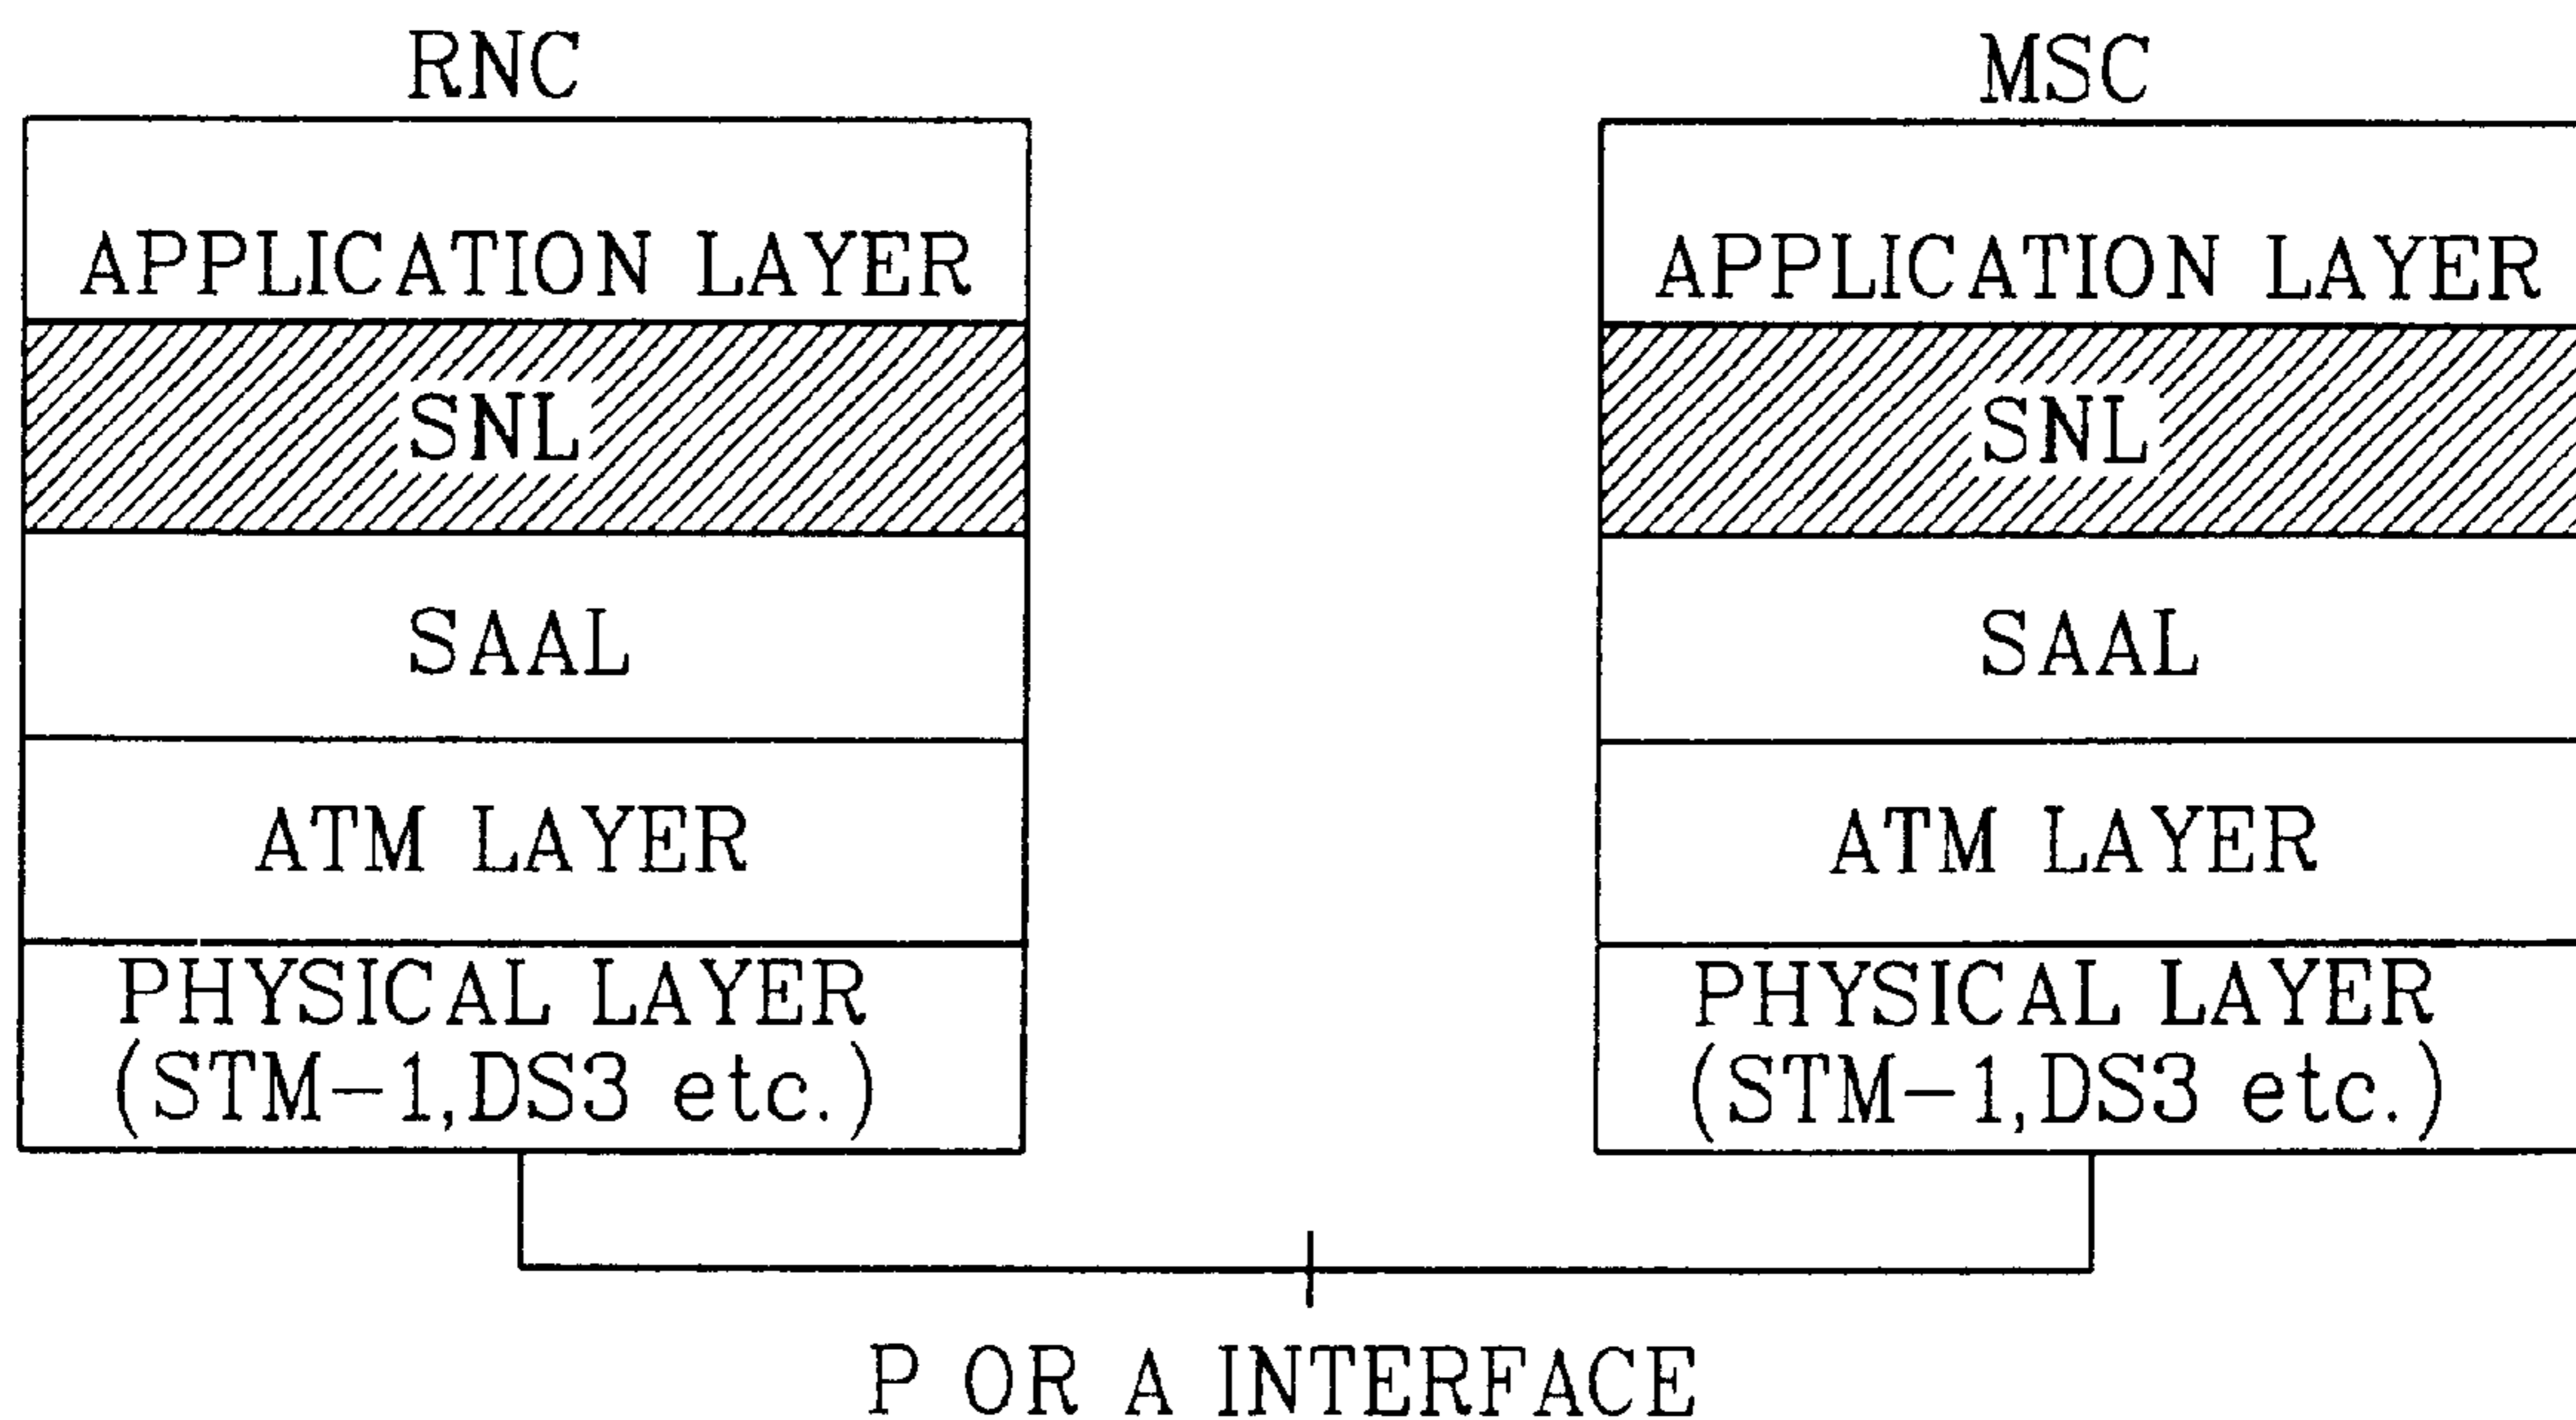 RNC
APPLICATION LAYER
SNL
SAAL
ATM LAYER
PHYSICAL LAYER
(STM-1,DS3 etc.)
MSC
APPLICATION LAYER
SNL
SAAL
ATM LAYER
PHYSICAL LAYER
(STM-1,DS3 etc.)
P OR A INTERFACE